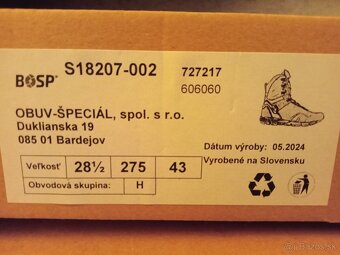 BOSP® S18207-002 727217
606060
OBUV-ŠPECIÁL, spol. s r.o.
Duklianska 19
085 01 Bardejov
Dátum výroby: 05.2024
Vyrobené na Slovensku
Veľkosť 28½ 275 43
Obvodová skupina: H